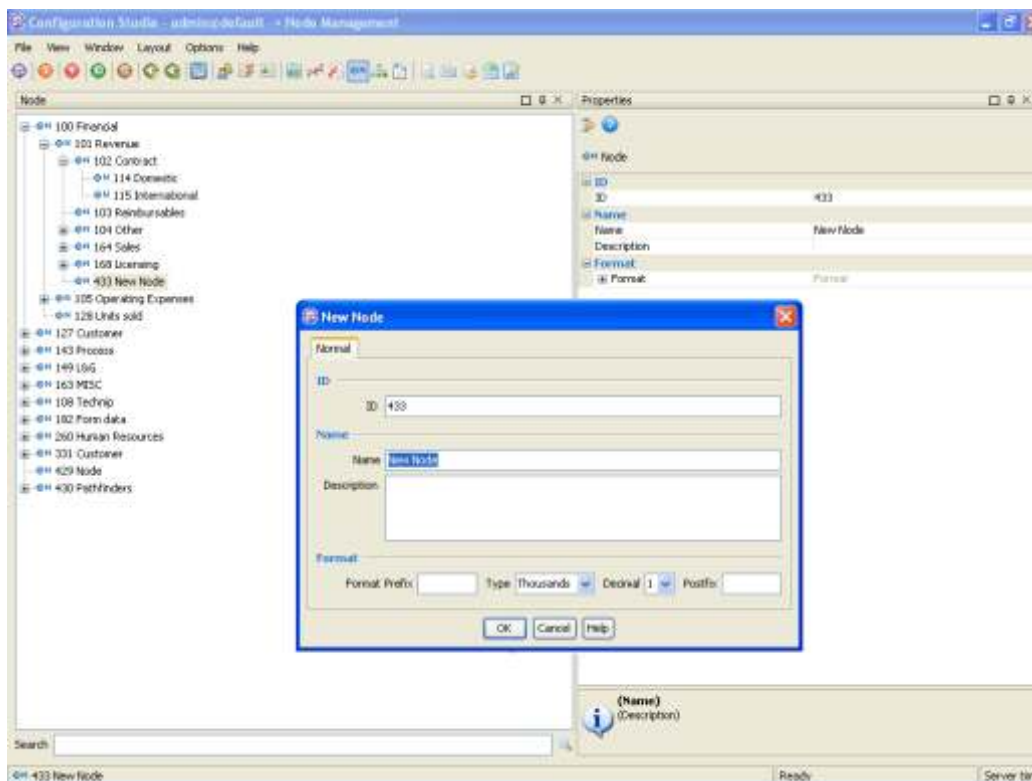 Configuration Studio - admin@default - Node Management
File View Window Layout Options Help
Node
Properties
100 Financial
101 Revenue
102 Contract
114 Domestic
115 International
103 Reimbursables
104 Other
164 Sales
168 Licensing
433 New Node
105 Operating Expenses
128 Units sold
127 Customer
143 Process
149 L&G
163 MISC
108 Technip
182 Form data
260 Human Resources
331 Customer
429 Node
430 Pathfinders
Node
ID
ID 433
Name
Name New Node
Description
Format
Format Format
New Node
Normal
ID
ID 433
Name
Name New Node
Description
Format
Format Prefix Type Thousands Decimal 1 Postfix
OK Cancel Help
(Name)
(Description)
Search
433 New Node
Ready
Server